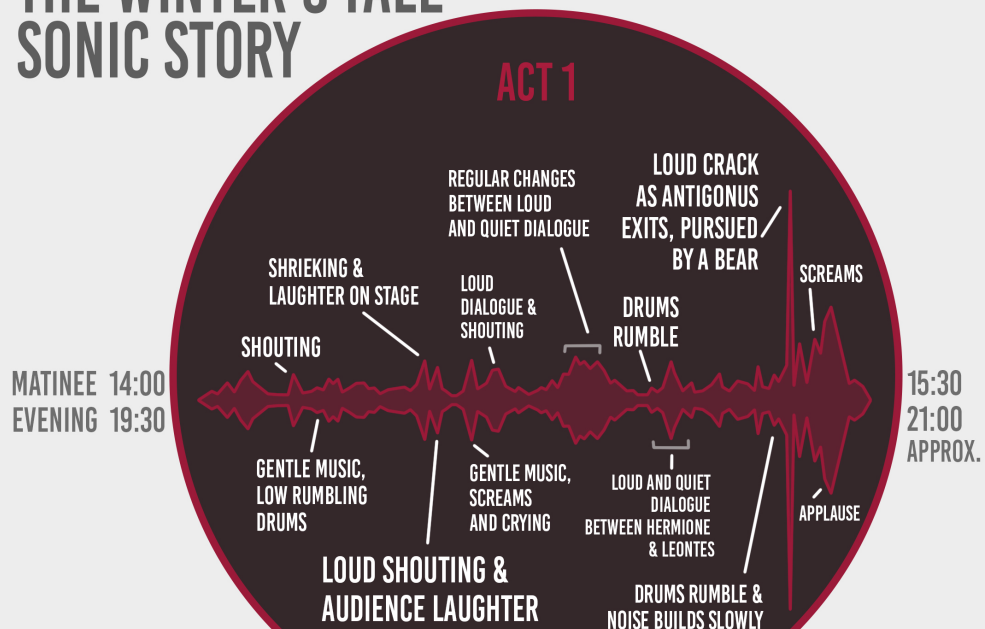 THE WINTER'S TALE
SONIC STORY
ACT 1
LOUD CRACK
AS ANTIGONUS
EXITS, PURSUED
BY A BEAR
REGULAR CHANGES
BETWEEN LOUD
AND QUIET DIALOGUE
SHRIEKING &
LAUGHTER ON STAGE
LOUD
DIALOGUE &
SHOUTING
SCREAMS
DRUMS
RUMBLE
SHOUTING
MATINEE 14:00
EVENING 19:30
15:30
21:00
APPROX.
GENTLE MUSIC,
LOW RUMBLING
DRUMS
GENTLE MUSIC,
SCREAMS
AND CRYING
LOUD AND QUIET
DIALOGUE
BETWEEN HERMIONE
& LEONTES
APPLAUSE
LOUD SHOUTING &
AUDIENCE LAUGHTER
DRUMS RUMBLE &
NOISE BUILDS SLOWLY